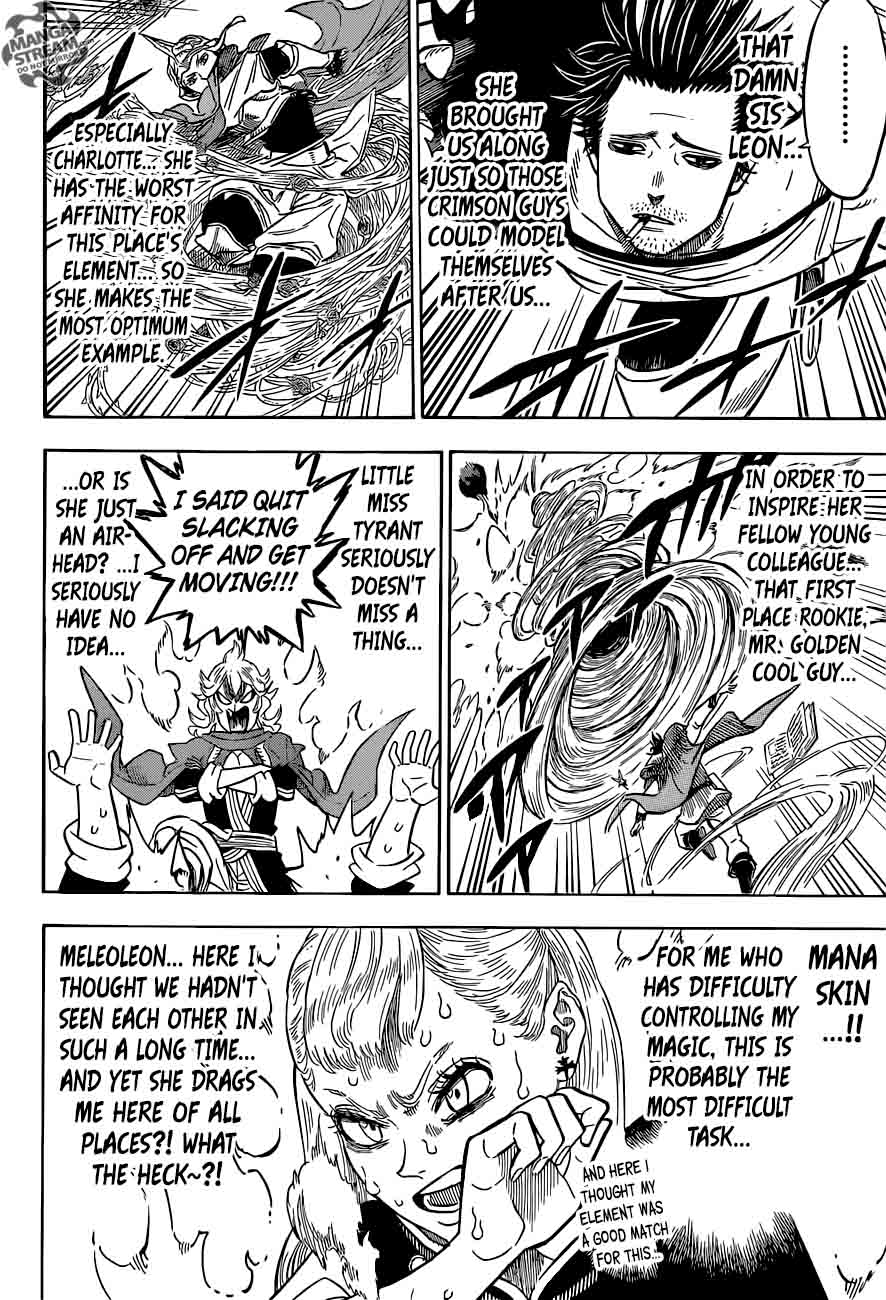 .........
THAT
DAMN
SIS
LEON...
SHE
BROUGHT
US ALONG
JUST SO THOSE
CRIMSON GUYS
COULD MODEL
THEMSELVES
AFTER US...
MANGA
STREAM
DO NOT MIRROR
ESPECIALLY
CHARLOTTE... SHE
HAS THE WORST
AFFINITY FOR
THIS PLACE'S
ELEMENT... SO
SHE MAKES THE
MOST OPTIMUM
EXAMPLE.
IN ORDER TO
INSPIRE HER
FELLOW YOUNG
COLLEAGUE...
THAT FIRST
PLACE ROOKIE,
MR. GOLDEN
COOL GUY...
LITTLE
MISS
TYRANT
SERIOUSLY
DOESN'T
MISS A
THING...
I SAID QUIT
SLACKING
OFF AND GET
MOVING!!!
...OR IS
SHE JUST
AN AIR-
HEAD? ...I
SERIOUSLY
HAVE NO
IDEA...
MANA
SKIN
...!!
FOR ME WHO
HAS DIFFICULTY
CONTROLLING MY
MAGIC, THIS IS
PROBABLY THE
MOST DIFFICULT
TASK...
AND HERE I
THOUGHT MY
ELEMENT WAS
A GOOD MATCH
FOR THIS...
MELEOLEON... HERE I
THOUGHT WE HADN'T
SEEN EACH OTHER IN
SUCH A LONG TIME...
AND YET SHE DRAGS
ME HERE OF ALL
PLACES?! WHAT
THE HECK~?!